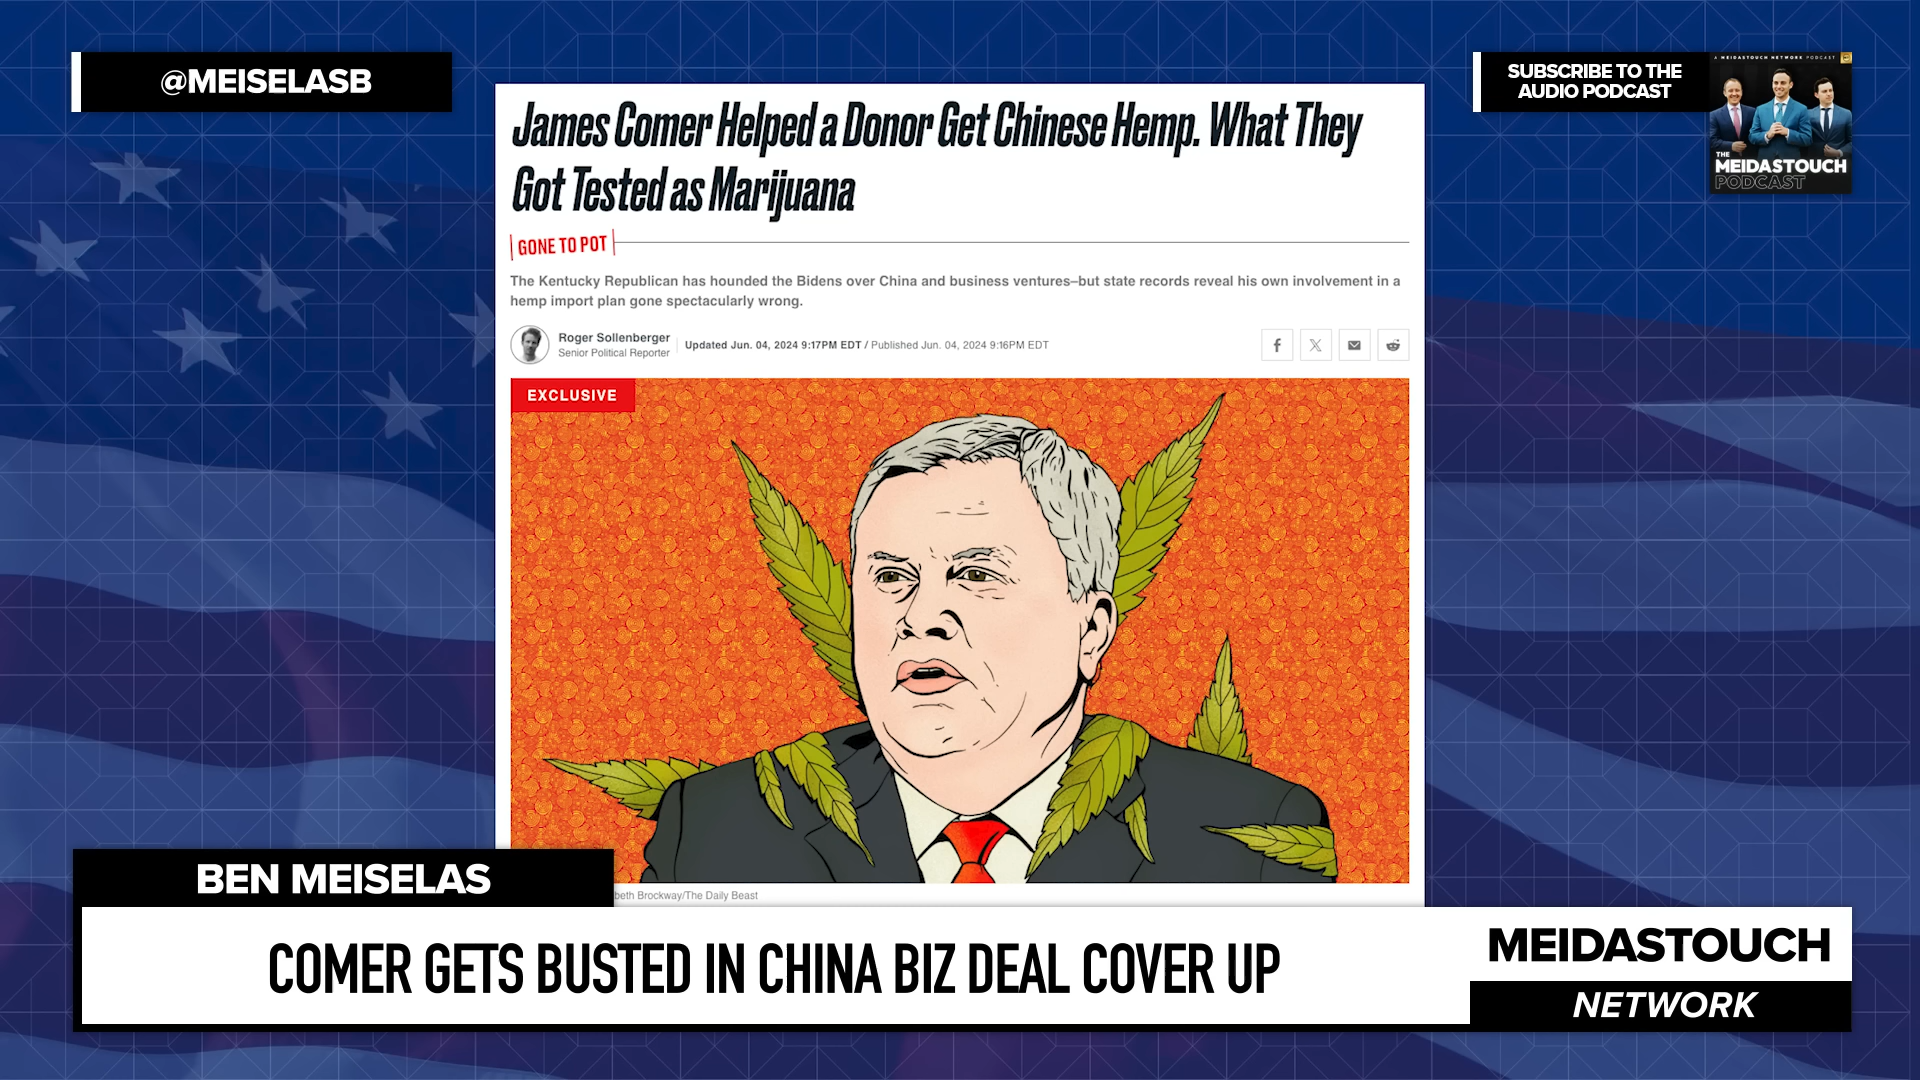 @MEISELASB
SUBSCRIBE TO THE
AUDIO PODCAST
A MEIDASTOUCH NETWORK PODCAST
THE
MEIDASTOUCH
PODCAST
James Comer Helped a Donor Get Chinese Hemp. What They
Got Tested as Marijuana
GONE TO POT
The Kentucky Republican has hounded the Bidens over China and business ventures–but state records reveal his own involvement in a
hemp import plan gone spectacularly wrong.
Roger Sollenberger
Senior Political Reporter
Updated Jun. 04, 2024 9:17PM EDT / Published Jun. 04, 2024 9:16PM EDT
EXCLUSIVE
beth Brockway/The Daily Beast
BEN MEISELAS
COMER GETS BUSTED IN CHINA BIZ DEAL COVER UP
MEIDASTOUCH
NETWORK